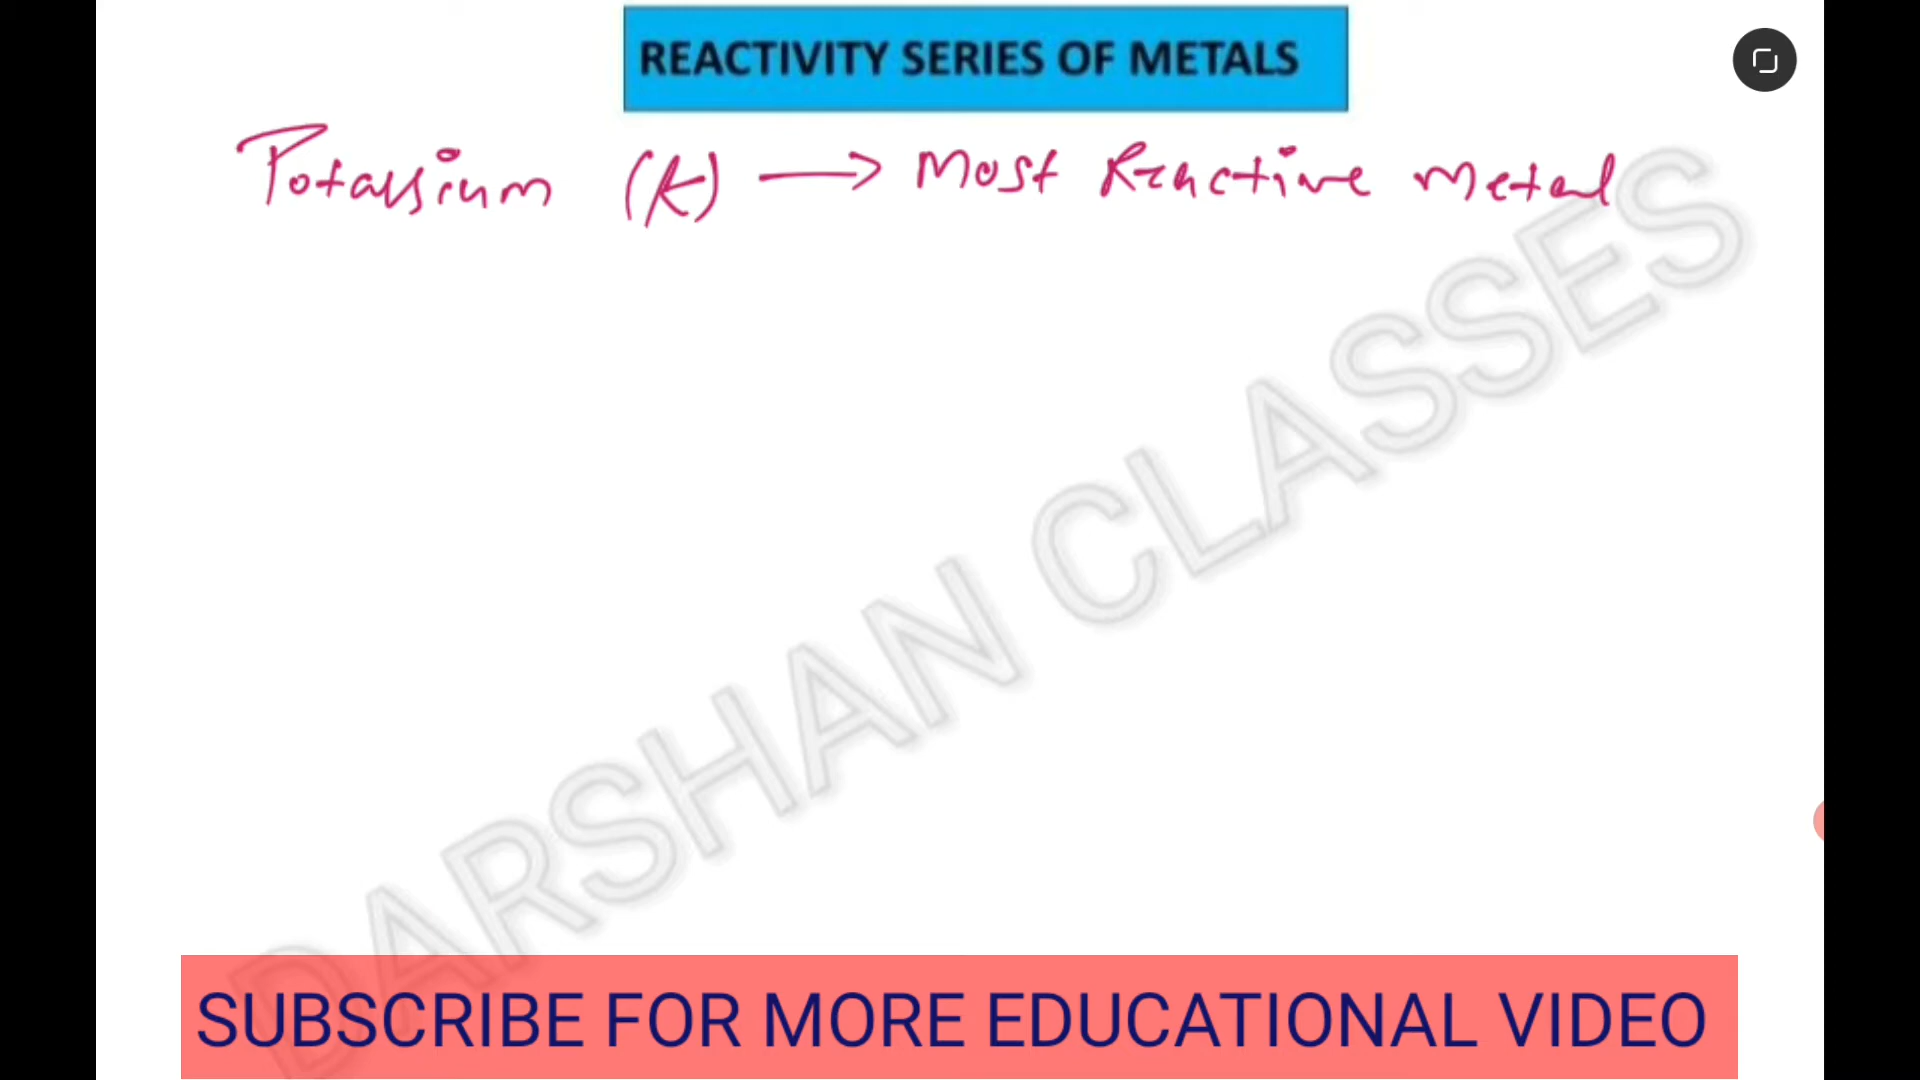 REACTIVITY SERIES OF METALS
Potassium (K) → Most Reactive Metal
DARSHAN CLASSES
SUBSCRIBE FOR MORE EDUCATIONAL VIDEO